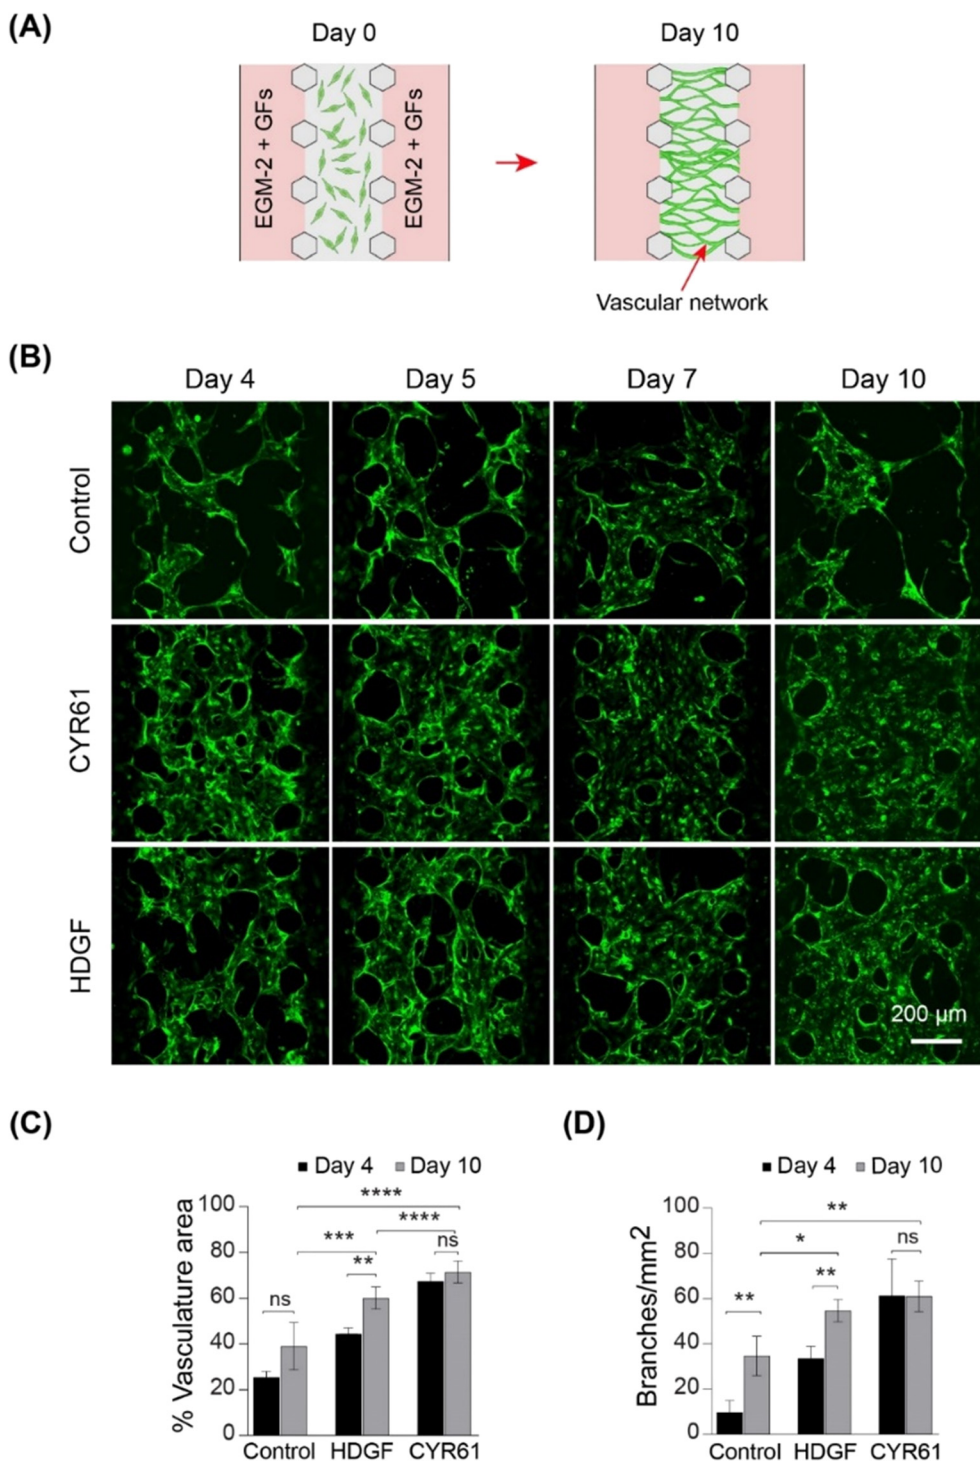 (A)
Day 0
Day 10
EGM-2 + GFs
EGM-2 + GFs
Vascular network
(B)
Day 4
Day 5
Day 7
Day 10
Control
CYR61
HDGF
200 µm
(C)
Day 4
Day 10
% Vasculature area
100
80
60
40
20
0
****
****
***
ns
**
ns
Control
HDGF
CYR61
(D)
Day 4
Day 10
Branches/mm2
100
80
60
40
20
0
**
*
ns
**
**
Control
HDGF
CYR61